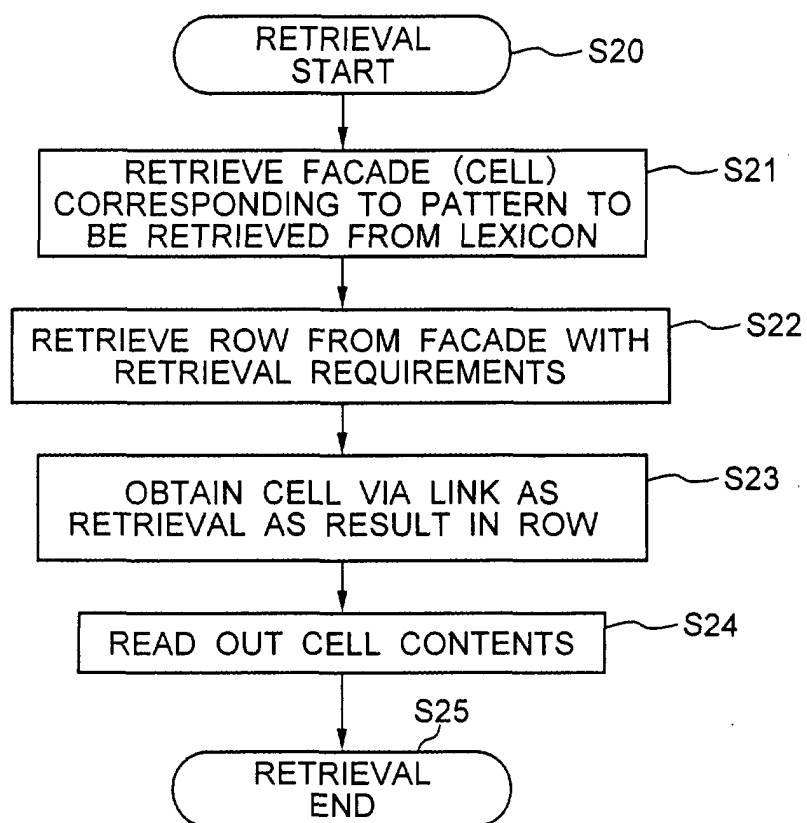 RETRIEVAL
START
S20
RETRIEVE FACADE (CELL)
CORRESPONDING TO PATTERN TO
BE RETRIEVED FROM LEXICON
S21
RETRIEVE ROW FROM FACADE WITH
RETRIEVAL REQUIREMENTS
S22
OBTAIN CELL VIA LINK AS
RETRIEVAL AS RESULT IN ROW
S23
READ OUT CELL CONTENTS
S24
S25
RETRIEVAL
END